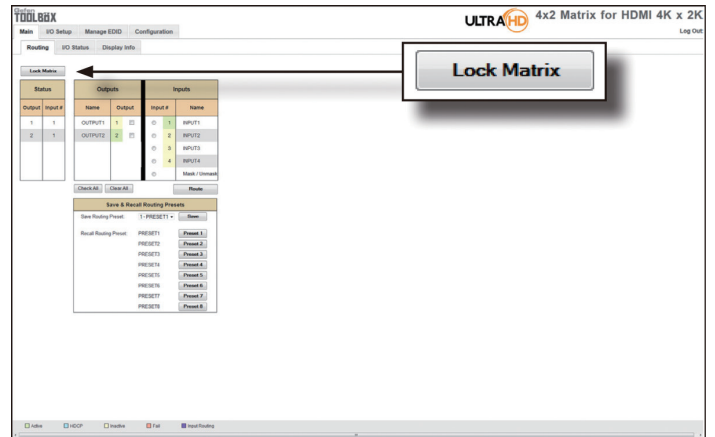 Gefen
TOOLBOX
ULTRA HD 4x2 Matrix for HDMI 4K x 2K
Main I/O Setup Manage EDID Configuration
Log Out
Routing I/O Status Display Info
Lock Matrix
Lock Matrix
Status Outputs Inputs
Output Input # Name Output Input # Name
1 1 OUTPUT1 1 1 INPUT1
2 1 OUTPUT2 2 2 INPUT2
3 INPUT3
4 INPUT4
Mask / Unmask
Check All Clear All Route
Save & Recall Routing Presets
Save Routing Preset: 1 - PRESET1 Save
Recall Routing Preset: PRESET1 Preset 1
PRESET2 Preset 2
PRESET3 Preset 3
PRESET4 Preset 4
PRESET5 Preset 5
PRESET6 Preset 6
PRESET7 Preset 7
PRESET8 Preset 8
Active HDCP Inactive Fail Input Routing